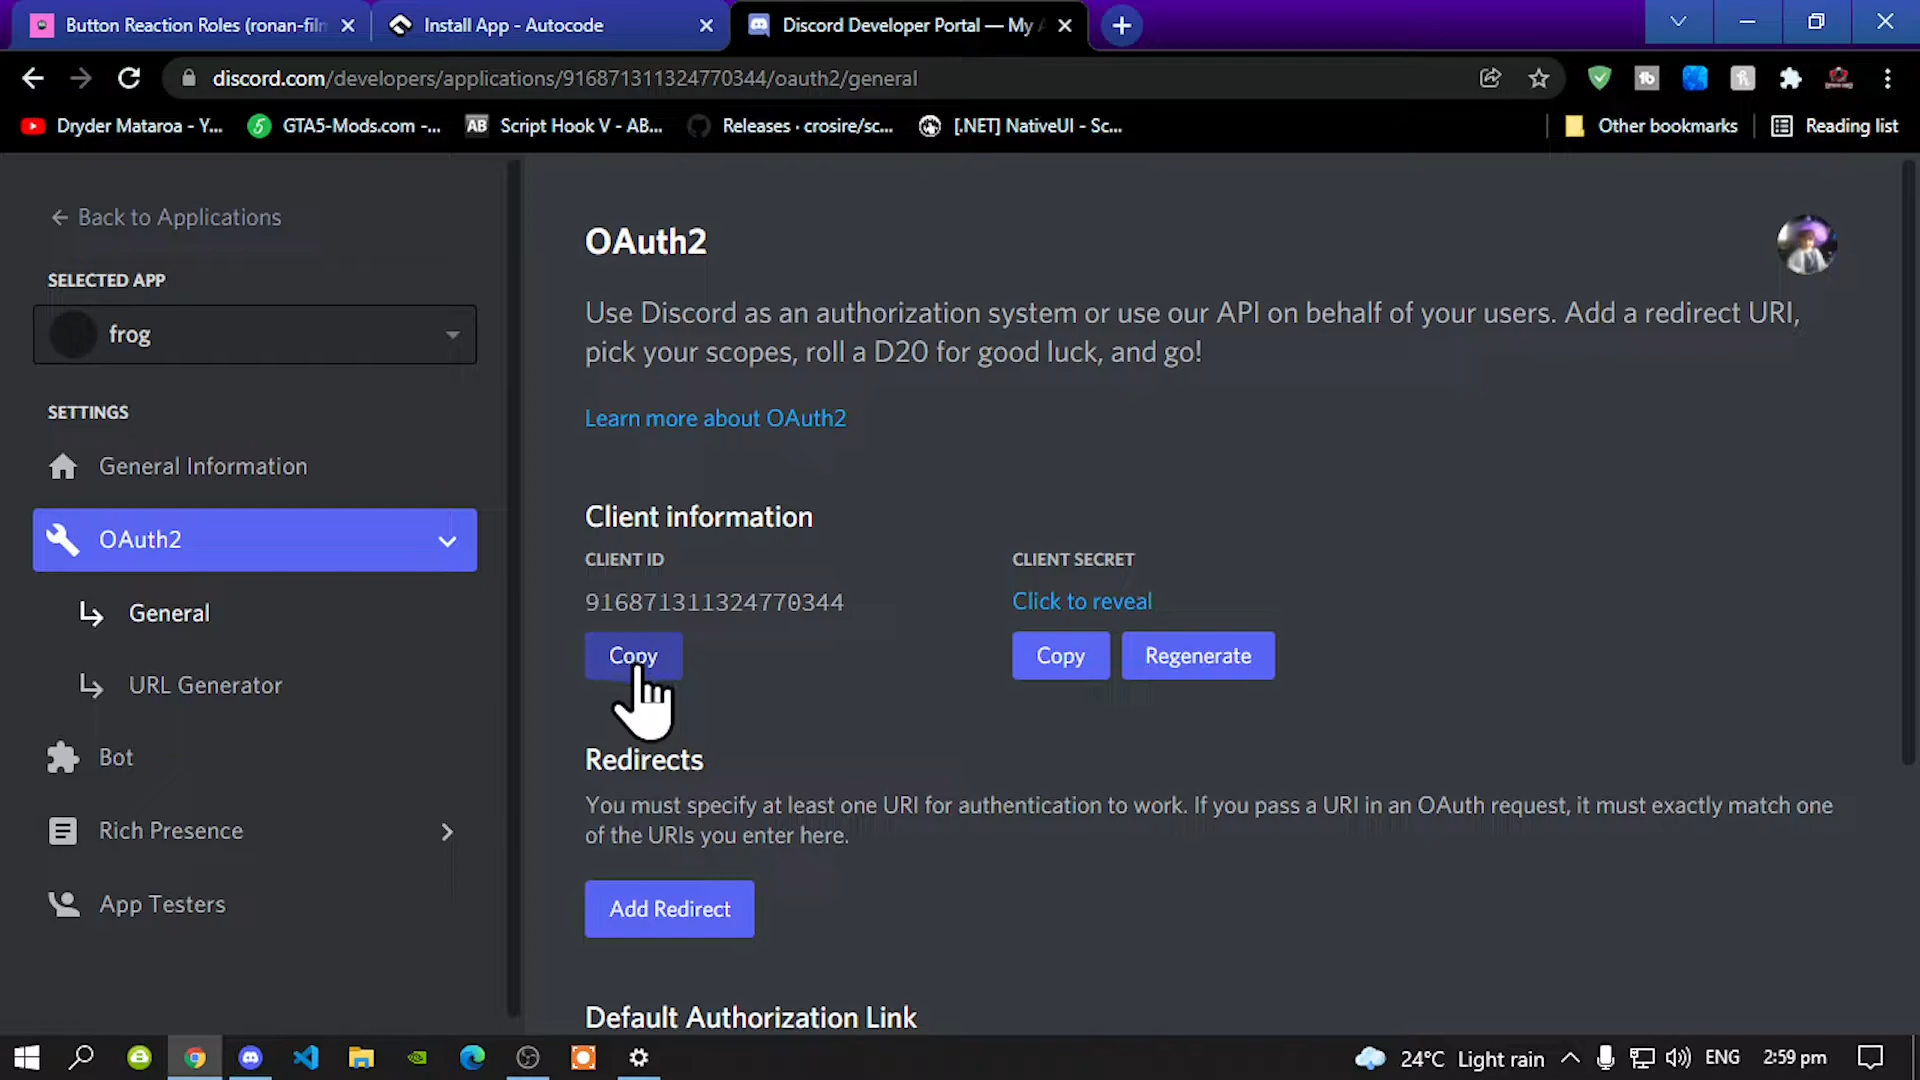 Button Reaction Roles (ronan-film
Install App - Autocode
Discord Developer Portal — My A
discord.com/developers/applications/916871311324770344/oauth2/general
Dryder Mataroa - Y...
GTA5-Mods.com -...
AB
Script Hook V - AB...
Releases · crosire/sc...
[.NET] NativeUI - Sc...
Other bookmarks
Reading list
Back to Applications
SELECTED APP
frog
SETTINGS
General Information
OAuth2
General
URL Generator
Bot
Rich Presence
App Testers
OAuth2
Use Discord as an authorization system or use our API on behalf of your users. Add a redirect URI,
pick your scopes, roll a D20 for good luck, and go!
Learn more about OAuth2
Client information
CLIENT ID
916871311324770344
Copy
CLIENT SECRET
Click to reveal
Copy
Regenerate
Redirects
You must specify at least one URI for authentication to work. If you pass a URI in an OAuth request, it must exactly match one
of the URIs you enter here.
Add Redirect
Default Authorization Link
24°C Light rain
ENG
2:59 pm